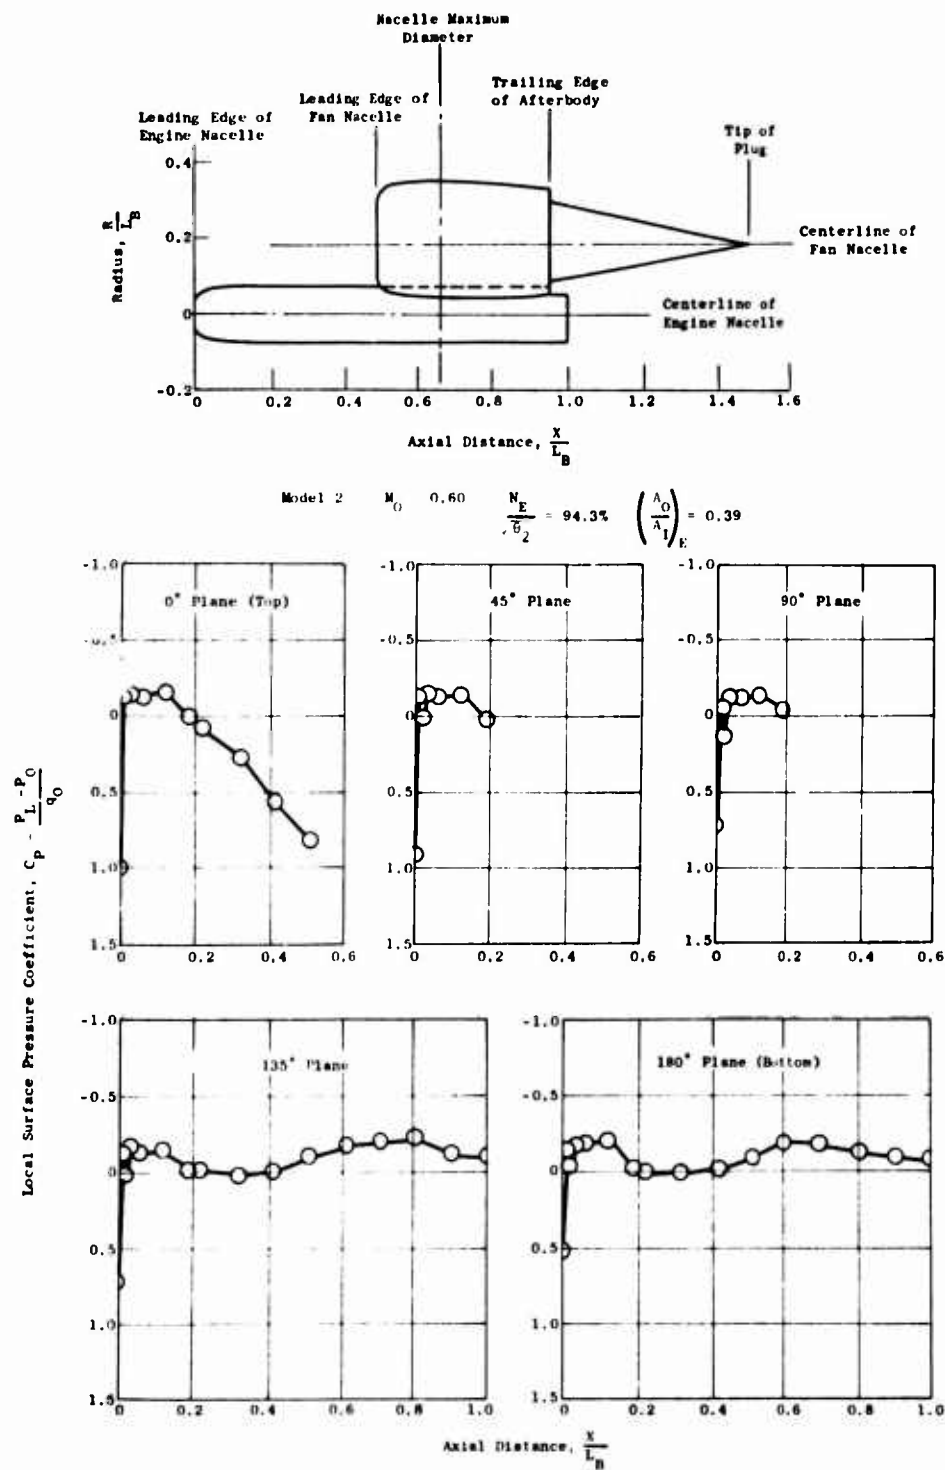 Nacelle Maximum
Diameter
Trailing Edge
of Afterbody
Leading Edge of
Fan Nacelle
Leading Edge of
Engine Nacelle
Tip of
Plug
0.4
0.2
0
-0.2
Radius, R/L_B
Centerline of
Fan Nacelle
Centerline of
Engine Nacelle
0 0.2 0.4 0.6 0.8 1.0 1.2 1.4 1.6
Axial Distance, X/L_B
Model 2 M_O 0.60 N_E/√θ_2 = 94.3% (A_O/A_I)_E = 0.39
Local Surface Pressure Coefficient, C_P - P_L - P_O/q_O
0° Plane (Top)
-1.0
-0.5
0
0.5
1.0
1.5
0 0.2 0.4 0.6
45° Plane
-1.0
-0.5
0
0.5
1.0
1.5
0 0.2 0.4 0.6
90° Plane
-1.0
-0.5
0
0.5
1.0
1.5
0 0.2 0.4 0.6
135° Plane
-1.0
-0.5
0
0.5
1.0
1.5
0 0.2 0.4 0.6 0.8 1.0
180° Plane (Bottom)
-1.0
-0.5
0
0.5
1.0
1.5
0 0.2 0.4 0.6 0.8 1.0
Axial Distance, X/L_B